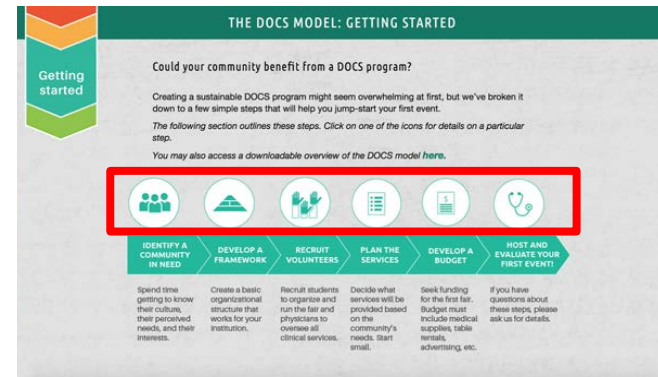 THE DOCS MODEL: GETTING STARTED
Getting
started
Could your community benefit from a DOCS program?
Creating a sustainable DOCS program might seem overwhelming at first, but we've broken it
down to a few simple steps that will help you jump-start your first event.
The following section outlines these steps. Click on one of the icons for details on a particular
step.
You may also access a downloadable overview of the DOCS model here.
$
IDENTIFY A
COMMUNITY
IN NEED
DEVELOP A
FRAMEWORK
RECRUIT
VOLUNTEERS
PLAN THE
SERVICES
DEVELOP A
BUDGET
HOST AND
EVALUATE YOUR
FIRST EVENT!
Spend time
getting to know
their culture,
their perceived
needs, and their
interests.
Create a basic
organizational
structure that
works for your
institution.
Recruit students
to organize and
run the fair and
physicians to
oversee all
clinical services.
Decide what
services will be
provided based
on the
community's
needs. Start
small.
Seek funding
for the first fair.
Budget must
include medical
supplies, table
rentals,
advertising, etc.
If you have
questions about
these steps, please
ask us for details.